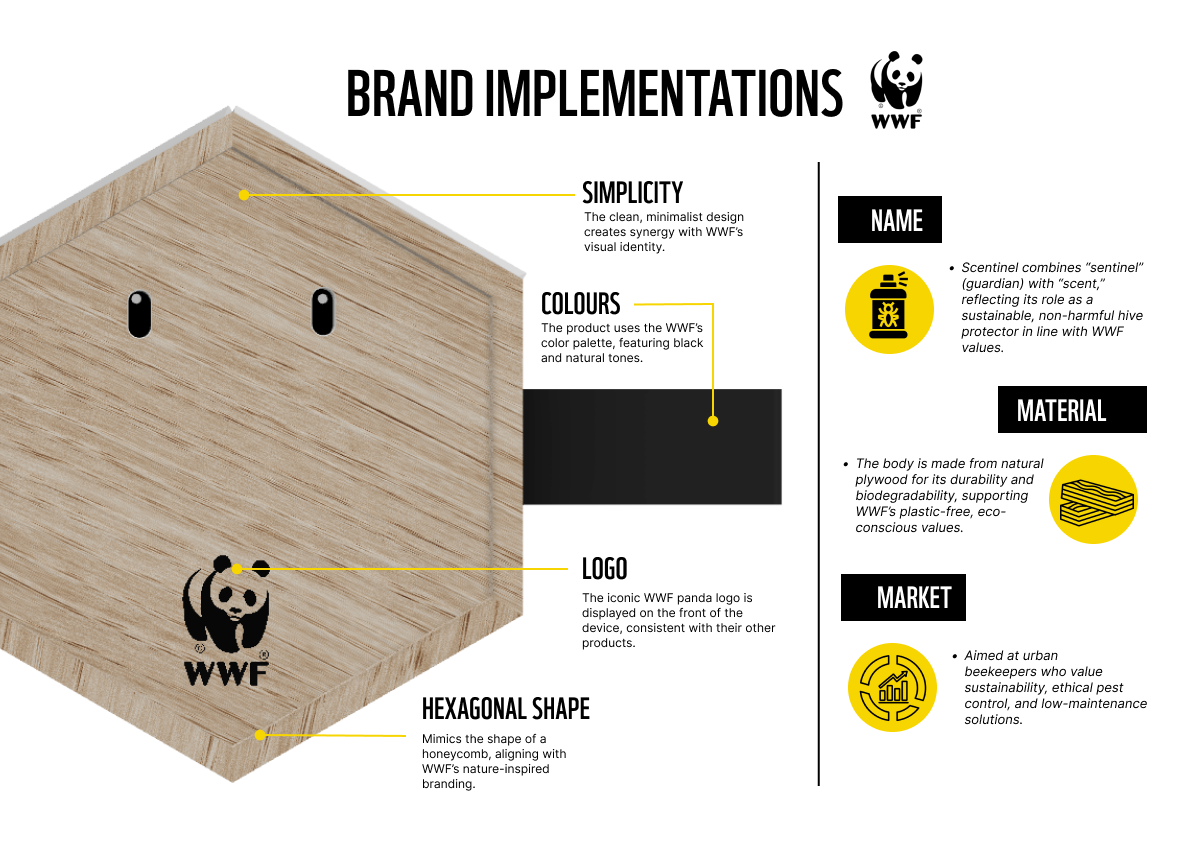 BRAND IMPLEMENTATIONS
WWF
SIMPLICITY
The clean, minimalist design
creates synergy with WWF’s
visual identity.
COLOURS
The product uses the WWF’s
color palette, featuring black
and natural tones.
LOGO
The iconic WWF panda logo is
displayed on the front of the
device, consistent with their other
products.
WWF
HEXAGONAL SHAPE
Mimics the shape of a
honeycomb, aligning with
WWF’s nature-inspired
branding.
NAME
• Scentinel combines “sentinel”
(guardian) with “scent,”
reflecting its role as a
sustainable, non-harmful hive
protector in line with WWF
values.
MATERIAL
• The body is made from natural
plywood for its durability and
biodegradability, supporting
WWF’s plastic-free, eco-
conscious values.
MARKET
• Aimed at urban
beekeepers who value
sustainability, ethical pest
control, and low-maintenance
solutions.